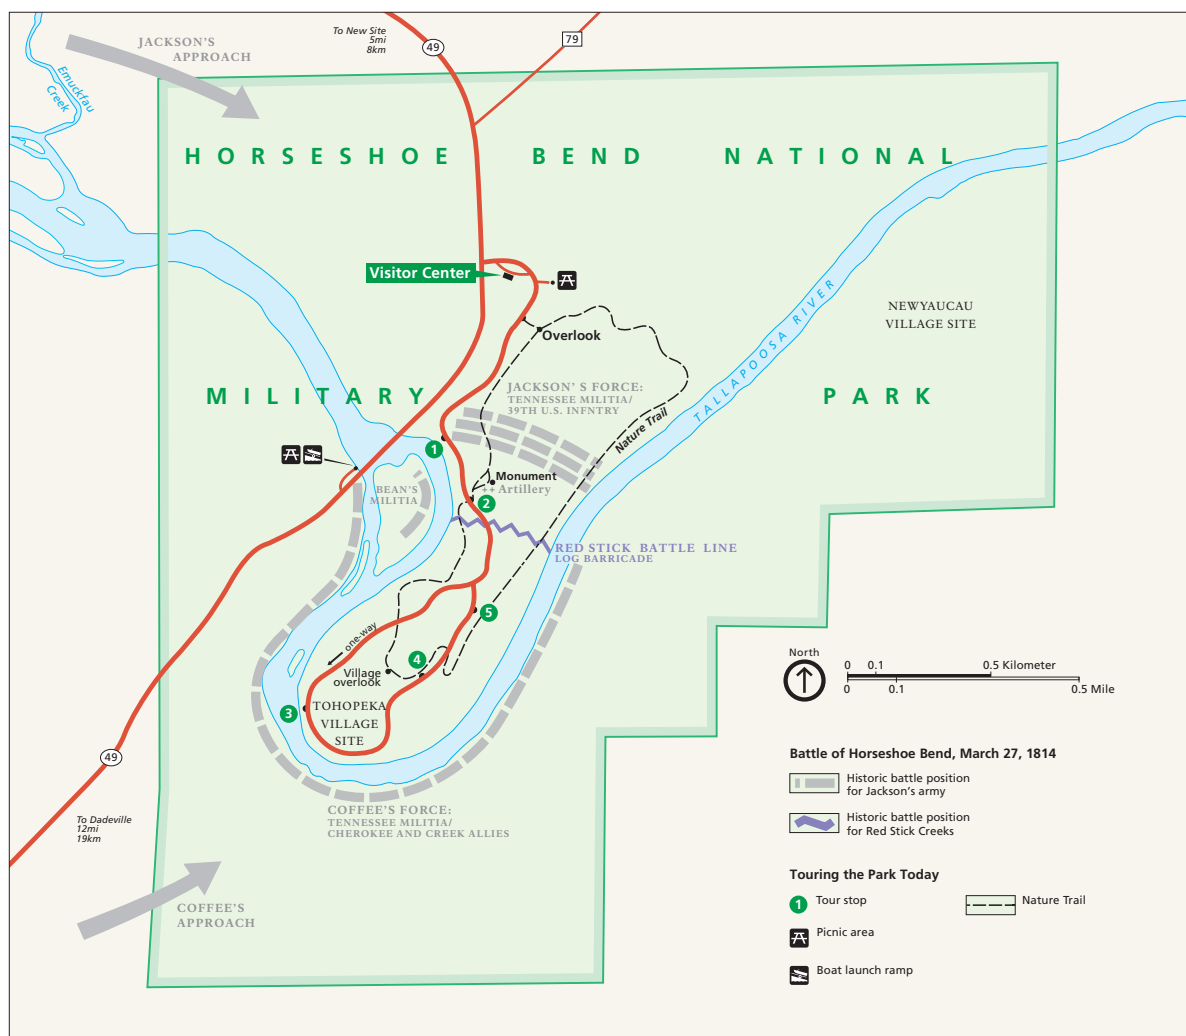 JACKSON'S
APPROACH
To New Site
5mi
8km
49
79
Emuckfau
Creek
HORSESHOE BEND NATIONAL
Visitor Center
NEWYAUCAU
VILLAGE SITE
TALLAPOOSA RIVER
Overlook
MILITARY PARK
JACKSON' S FORCE:
TENNESSEE MILITIA/
39TH U.S. INFNTRY
Nature Trail
1
Monument
++ Artillery
BEAN'S
MILITIA
2
RED STICK BATTLE LINE
LOG BARRICADE
5
one-way
4
Village
overlook
3
TOHOPEKA
VILLAGE
SITE
North
0 0.1 0.5 Kilometer
0 0.1 0.5 Mile
49
Battle of Horseshoe Bend, March 27, 1814
Historic battle position
for Jackson's army
COFFEE'S FORCE:
TENNESSEE MILITIA/
CHEROKEE AND CREEK ALLIES
To Dadeville
12mi
19km
Historic battle position
for Red Stick Creeks
Touring the Park Today
1 Tour stop
Nature Trail
COFFEE'S
APPROACH
Picnic area
Boat launch ramp